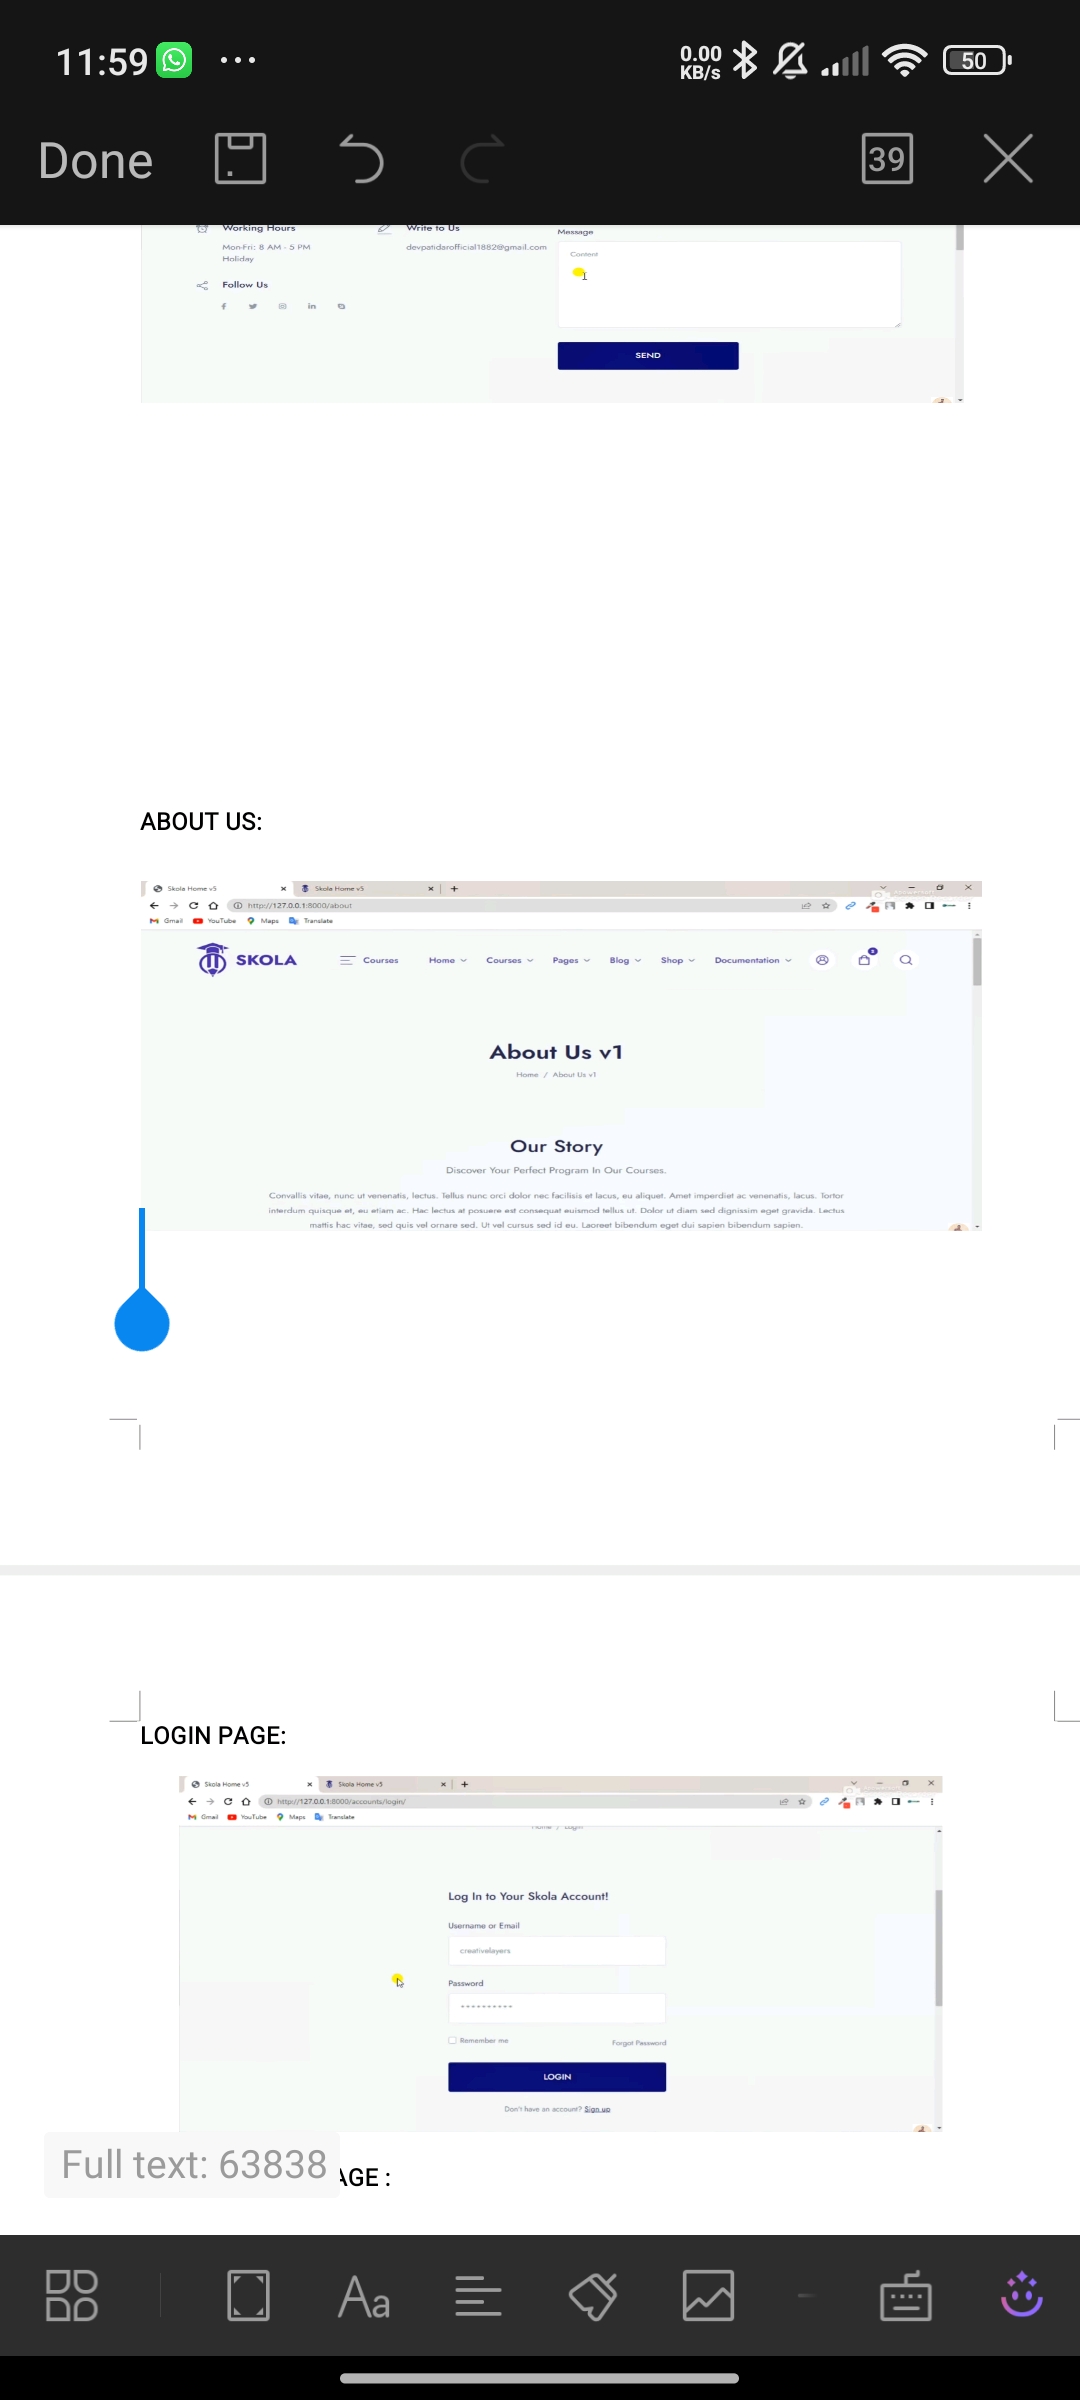 11:59
0.00 KB/s
50
Done
39
Working Hours
Write to Us
Message
Mon-Fri: 8 AM - 5 PM
devpatidarofficial1882@gmail.com
Content
Holiday
Follow Us
SEND
ABOUT US:
Skola Home v5
Skola Home v5
http://127.0.0.1:8000/about
Gmail YouTube Maps Translate
SKOLA
Courses Home Courses Pages Blog Shop Documentation
About Us v1
Home / About Us v1
Our Story
Discover Your Perfect Program In Our Courses.
Convallis vitae, nunc ut venenatis, lectus. Tellus nunc orci dolor nec facilisis et lacus, eu aliquet. Amet imperdiet ac venenatis, lacus. Tortor
interdum quisque et, eu etiam ac. Hac lectus at posuere est consequat euismod tellus ut. Dolor ut diam sed dignissim eget gravida. Lectus
mattis hac vitae, sed quis vel ornare sed. Ut vel cursus sed id eu. Laoreet bibendum eget dui sapien bibendum sapien.
LOGIN PAGE:
Skola Home v5
Skola Home v5
http://127.0.0.1:8000/accounts/login/
Gmail YouTube Maps Translate
Home / Login
Log In to Your Skola Account!
Username or Email
creativelayers
Password
**********
Remember me
Forgot Password
LOGIN
Don't have an account? Sign up
Full text: 63838
AGE :
Aa